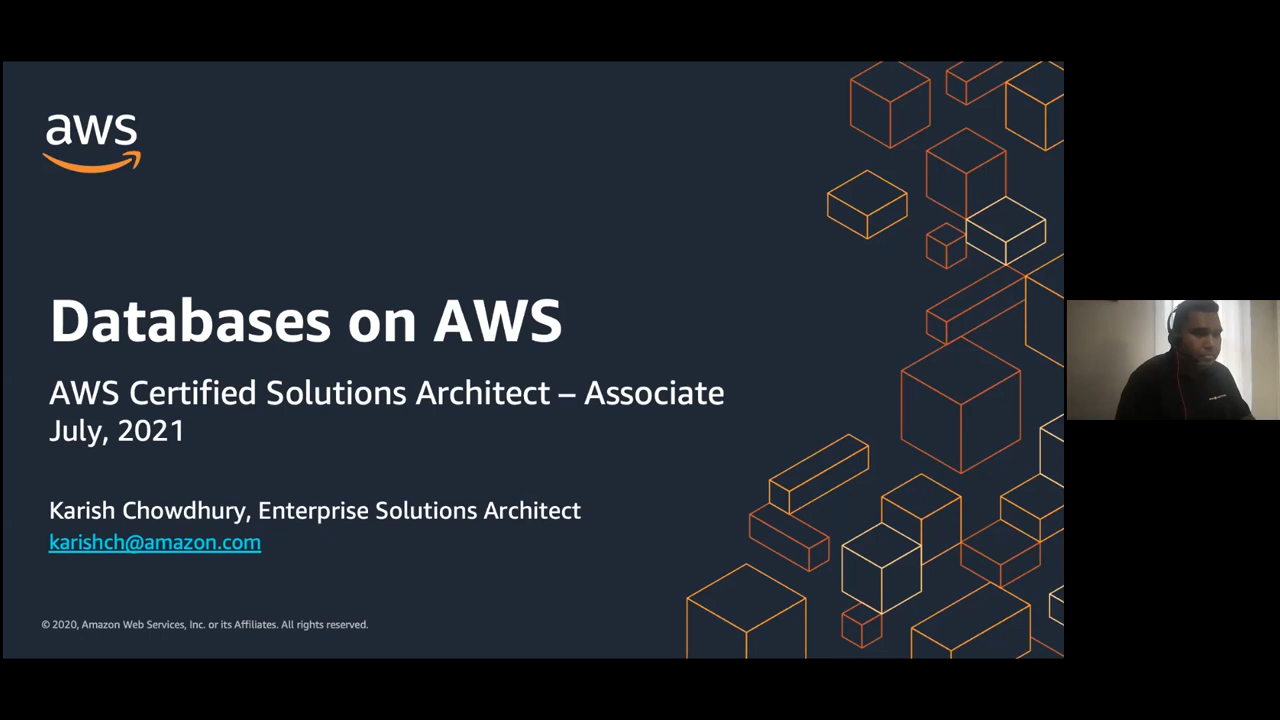 aws
Databases on AWS
AWS Certified Solutions Architect – Associate
July, 2021
Karish Chowdhury, Enterprise Solutions Architect
karishch@amazon.com
© 2020, Amazon Web Services, Inc. or its Affiliates. All rights reserved.